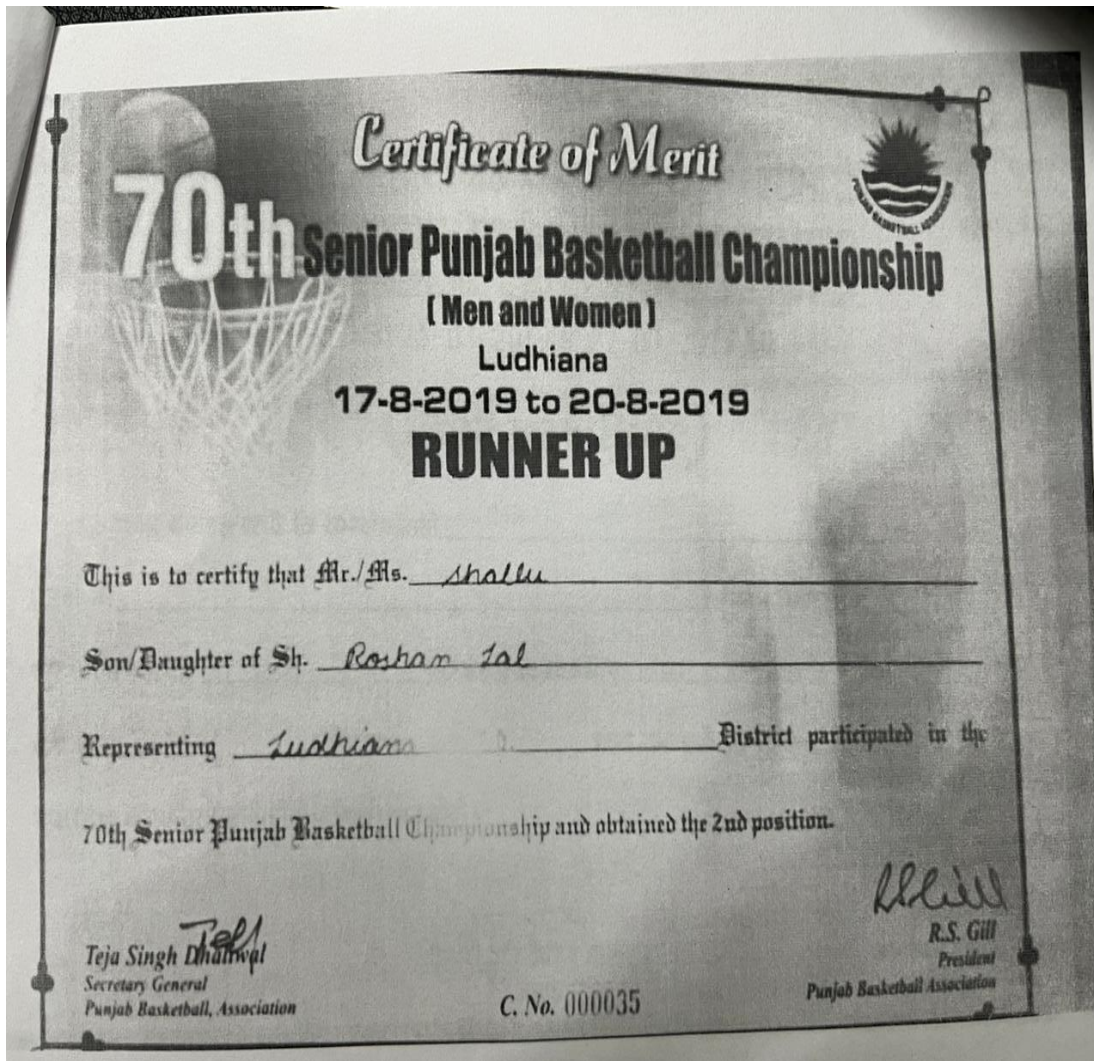 Certificate of Merit
PUNJAB BASKETBALL ASSOCIATION
70th Senior Punjab Basketball Championship
( Men and Women )
Ludhiana
17-8-2019 to 20-8-2019
RUNNER UP
This is to certify that Mr./Ms. Shallu
Son/Daughter of Sh. Roshan Lal
Representing Ludhiana District participated in the
70th Senior Punjab Basketball Championship and obtained the 2nd position.
Teja Singh Dhaliwal
Secretary General
Punjab Basketball, Association
C. No. 000035
R.S. Gill
President
Punjab Basketball Association